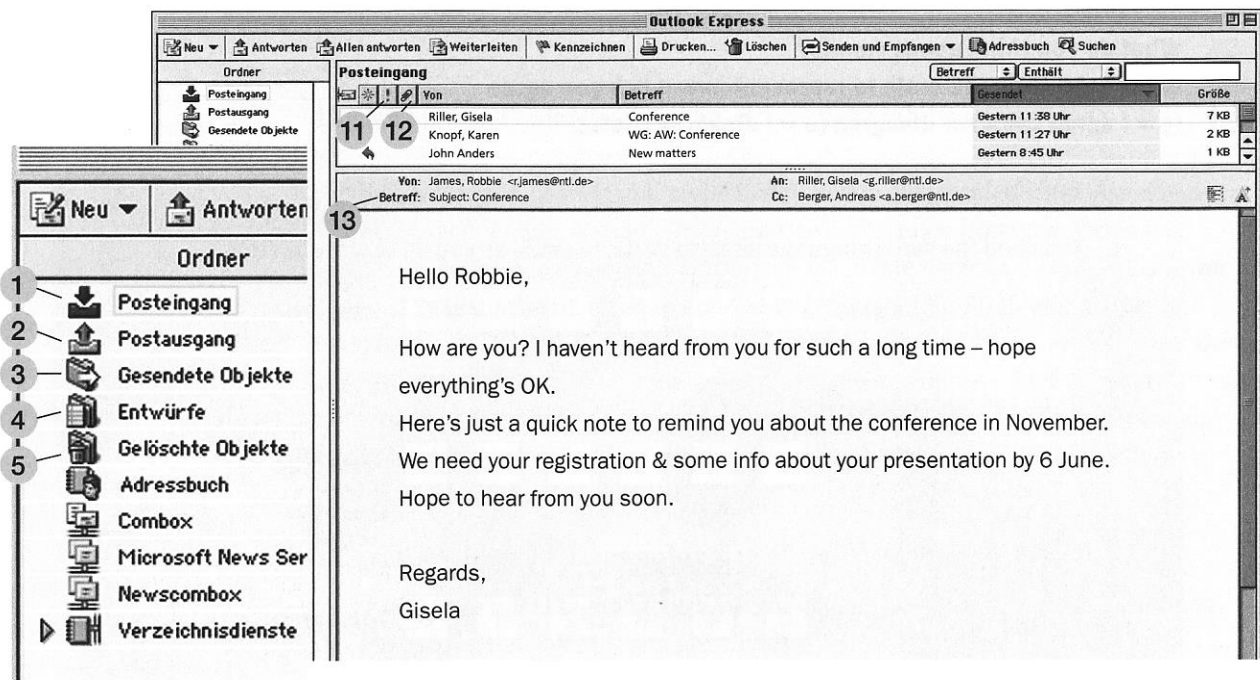 Outlook Express
Neu Antworten Allen antworten Weiterleiten Kennzeichnen Drucken... Löschen Senden und Empfangen Adressbuch Suchen
Ordner
Posteingang
Postausgang
Gesendete Objekte
Posteingang Betreff Enthält
! Von Betreff Gesendet Größe
11 12
Riller, Gisela Conference Gestern 11:38 Uhr 7 KB
Knopf, Karen WG: AW: Conference Gestern 11:27 Uhr 2 KB
John Anders New matters Gestern 8:45 Uhr 1 KB
Von: James, Robbie <r.james@ntl.de> An: Riller, Gisela <g.riller@ntl.de>
13 Betreff: Subject: Conference Cc: Berger, Andreas <a.berger@ntl.de>
Neu Antworten
Ordner
1 Posteingang
2 Postausgang
3 Gesendete Objekte
4 Entwürfe
5 Gelöschte Objekte
Adressbuch
Combox
Microsoft News Ser
Newscombox
Verzeichnisdienste
Hello Robbie,
How are you? I haven't heard from you for such a long time – hope
everything's OK.
Here's just a quick note to remind you about the conference in November.
We need your registration & some info about your presentation by 6 June.
Hope to hear from you soon.
Regards,
Gisela